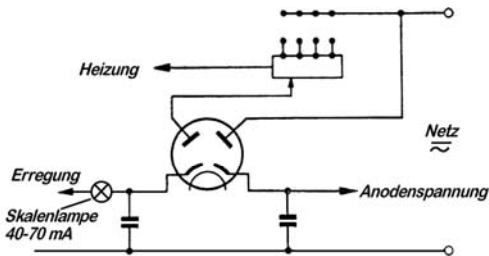 Heizung
Netz
Erregung
Anodenspannung
Skalenlampe
40-70 mA